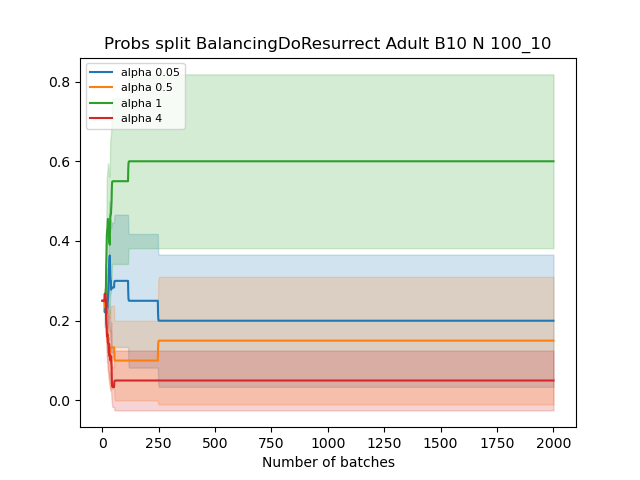 Probs split BalancingDoResurrect Adult B10 N 100_10
alpha 0.05
alpha 0.5
alpha 1
alpha 4
0.8
0.6
0.4
0.2
0.0
0 250 500 750 1000 1250 1500 1750 2000
Number of batches